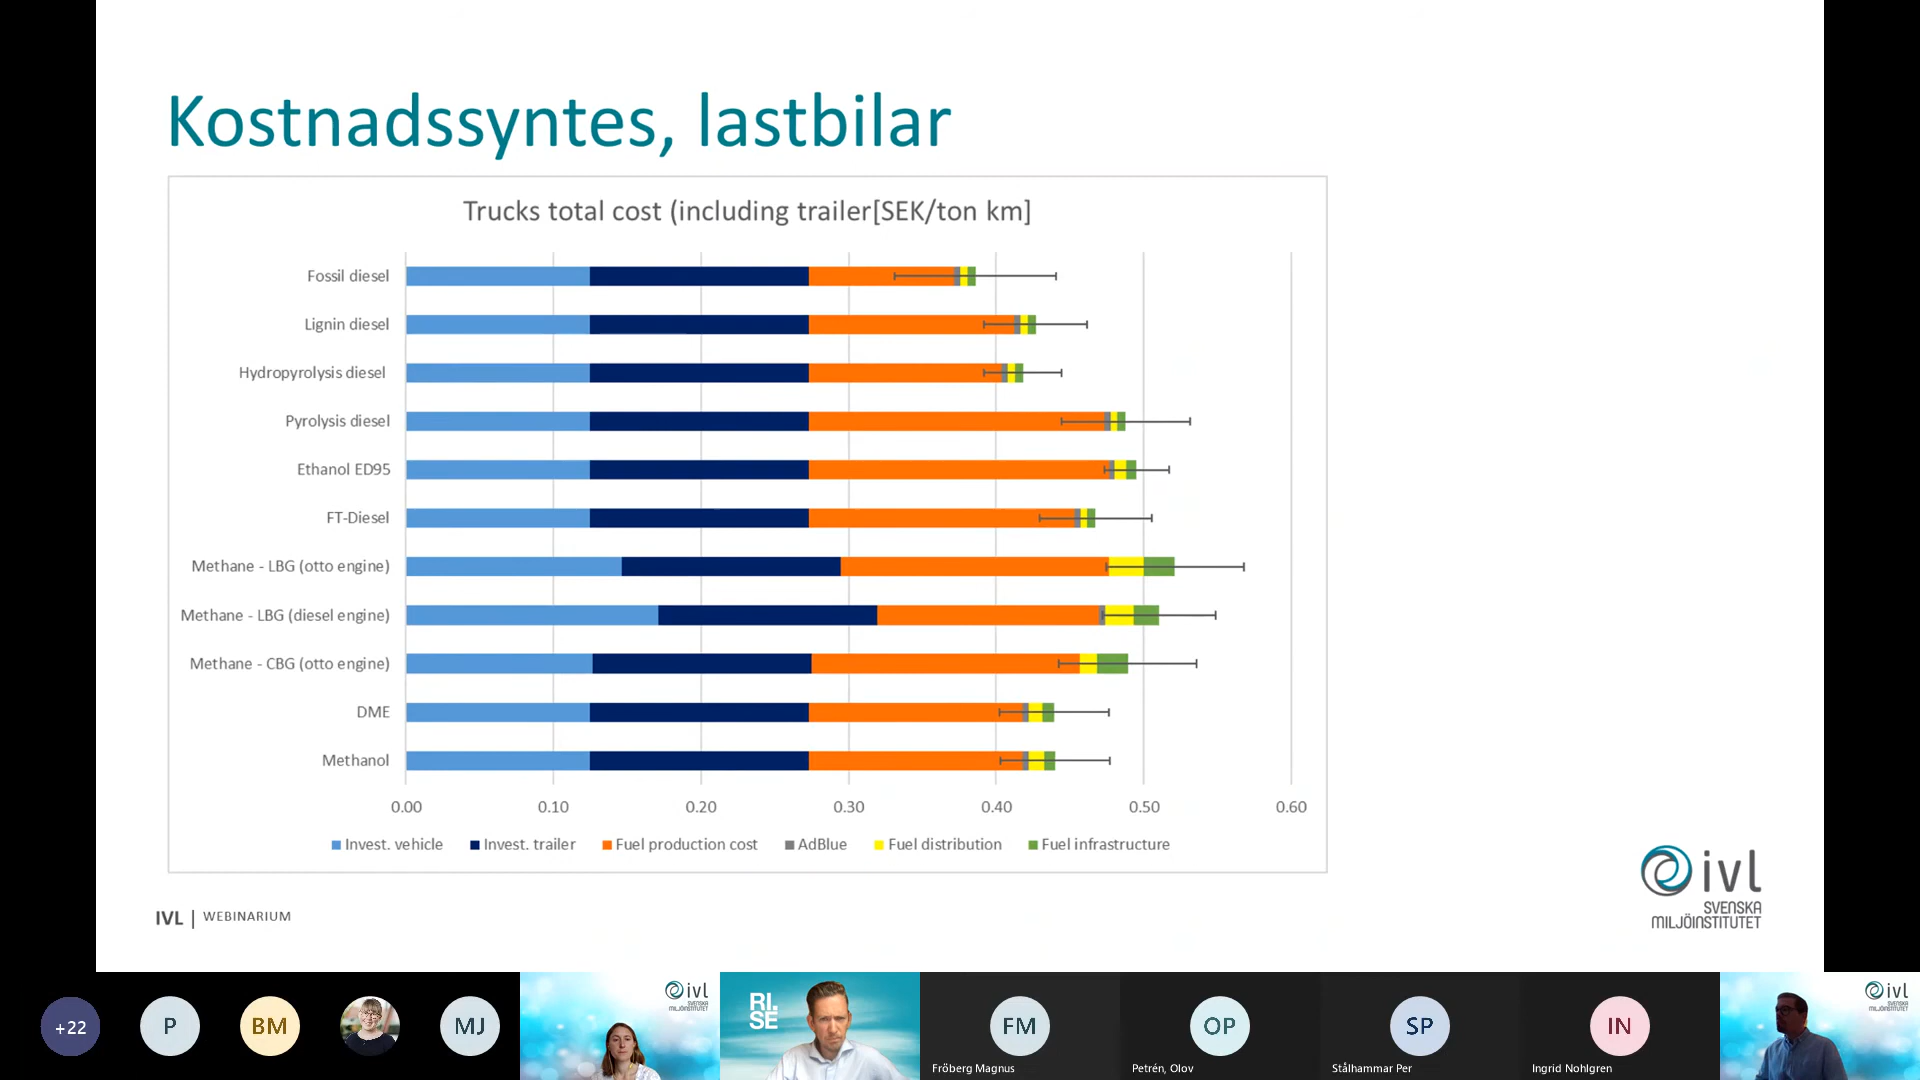 Kostnadssyntes, lastbilar
Trucks total cost (including trailer[SEK/ton km]
Fossil diesel
Lignin diesel
Hydropyrolysis diesel
Pyrolysis diesel
Ethanol ED95
FT-Diesel
Methane - LBG (otto engine)
Methane - LBG (diesel engine)
Methane - CBG (otto engine)
DME
Methanol
0.00 0.10 0.20 0.30 0.40 0.50 0.60
Invest. vehicle Invest. trailer Fuel production cost AdBlue Fuel distribution Fuel infrastructure
IVL | WEBINARIUM
ivl
SVENSKA
MILJÖINSTITUTET
+22 P BM MJ
ivl
SVENSKA
MILJÖINSTITUTET
RI.
SE
FM OP SP IN
Fröberg Magnus Petrén, Olov Stålhammar Per Ingrid Nohlgren
ivl
SVENSKA
MILJÖINSTITUTET